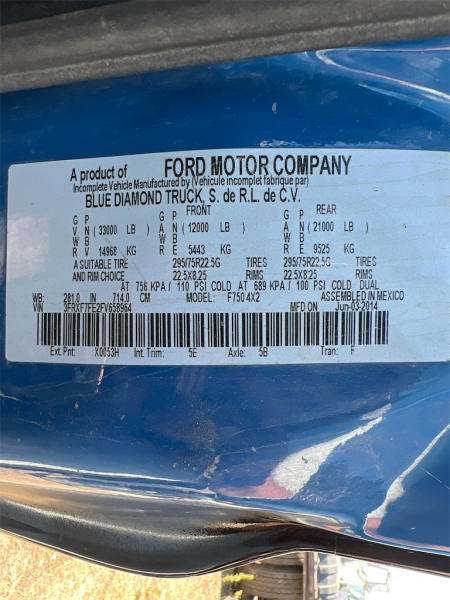 A product of FORD MOTOR COMPANY
Incomplete Vehicle Manufactured by (Vehicule incomplet fabrique par)
BLUE DIAMOND TRUCK, S. de R.L. de C.V.
FRONT REAR
G P G P G P
V N (33000 LB) A N (12000 LB) A N (21000 LB)
W B W B W B
R V 14968 KG R E 5443 KG R E 9525 KG
A SUITABLE TIRE 295/75R22.5G TIRES 295/75R22.5G TIRES
AND RIM CHOICE 22.5X8.25 RIMS 22.5X8.25 RIMS
AT 758 KPA/ 110 PSI COLD AT 689 KPA/ 100 PSI COLD DUAL
WB: 281.0 IN 714.0 CM MODEL: F750 4X2 ASSEMBLED IN MEXICO
VIN 3FRXF7FE2FV658964 Jun-03-2014
Ext Pnt: X0053H Int. Trim: 5E Axle: 5B Tran: F